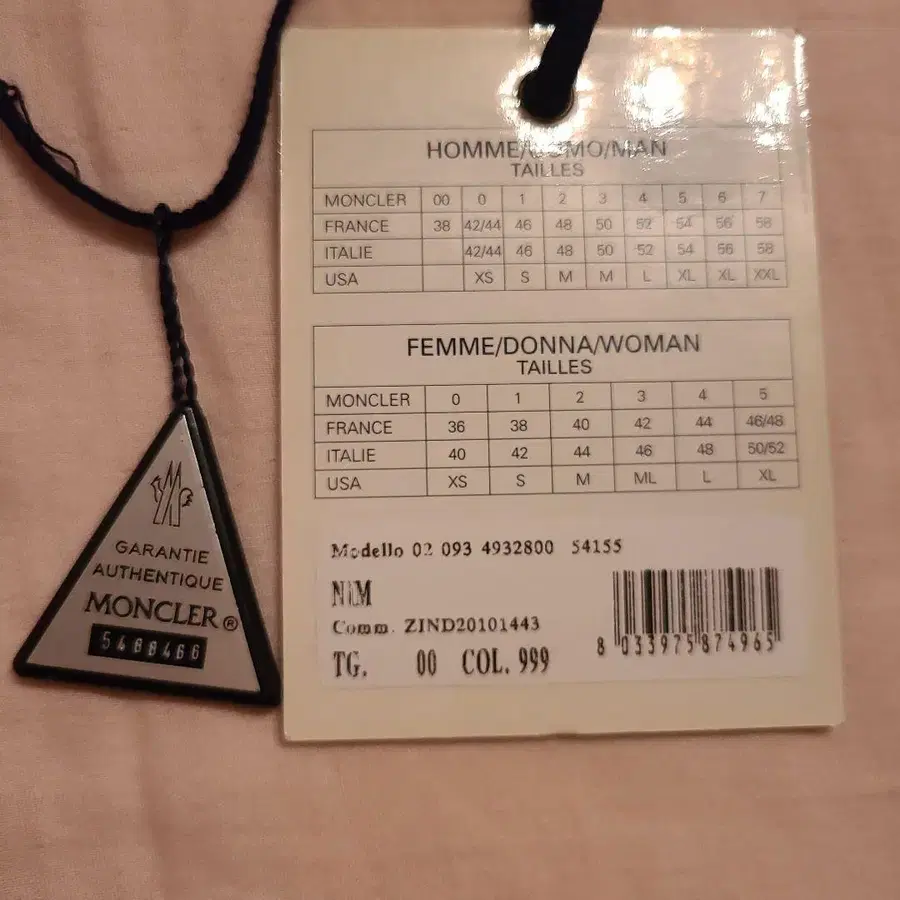 HOMME/UOMO/MAN
TAILLES
MONCLER 00 0 1 2 3 4 5 6 7
FRANCE 38 42/44 46 48 50 52 54 56 58
ITALIE 42/44 46 48 50 52 54 56 58
USA XS S M M L XL XL XXL
FEMME/DONNA/WOMAN
TAILLES
MONCLER 0 1 2 3 4 5
FRANCE 36 38 40 42 44 46/48
ITALIE 40 42 44 46 48 50/52
USA XS S M ML L XL
Modello 02 093 4932800 54155
Comm. ZIND20101443
TG. 00 COL. 999
8 033975874965
GARANTIE
AUTHENTIQUE
MONCLER®